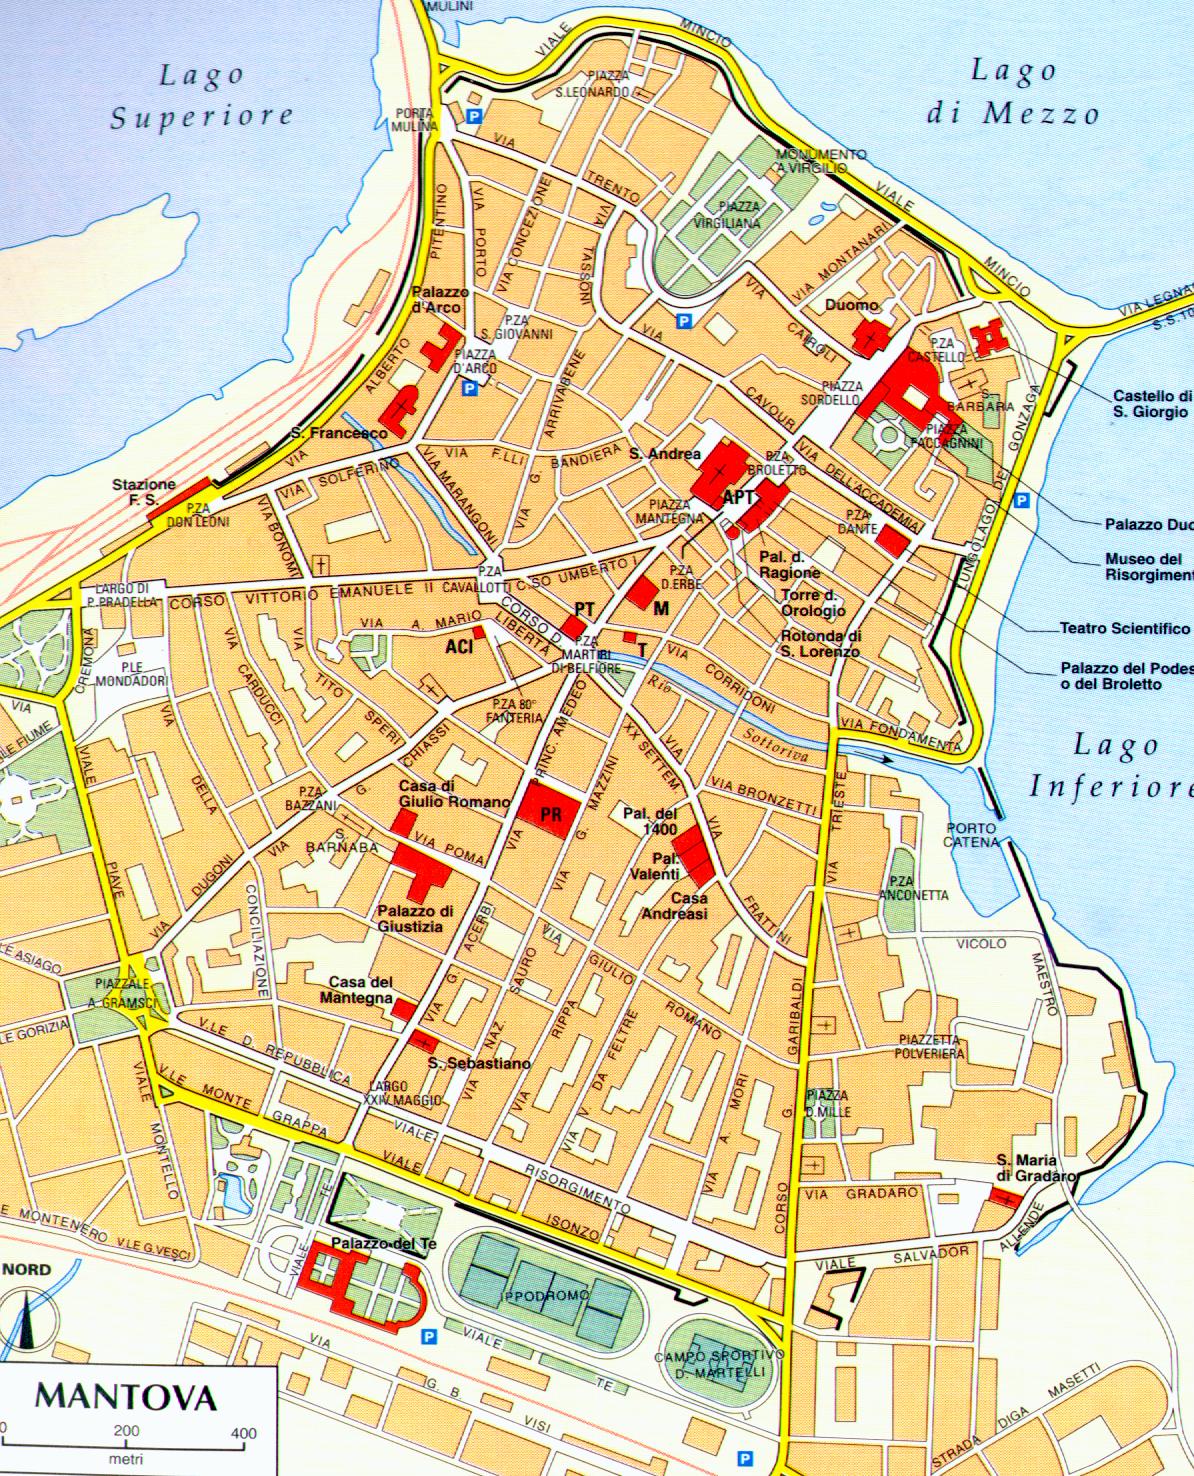 MULINI
Lago
Superiore
Lago
di Mezzo
VIALE
MINCIO
PIAZZA
S.LEONARDO
PORTA
MULINA
P
VIA
TRENTO
MONUMENTO
A.VIRGILIO
PIAZZA
VIRGILIANA
VIALE
MINCIO
VIA LEGNA
S.S.10
PITENTINO
ALBERTO
VIA
PORTO
VIA CONCEZIONE
VIA
TASSONI
VIA MONTANARI
VIA
CAIROLI
Palazzo
d'Arco
P.ZA
S. GIOVANNI
PIAZZA
D'ARCO
P
P
VIA
CAVOUR
Duomo
P.ZA
CASTELLO
PIAZZA
SORDELLO
S.
BARBARA
PIAZZA
PACCAGNINI
Castello di
S. Giorgio
LUNGOLAGO DEI
GONZAGA
P
S. Francesco
VIA
ARRIVABENE
G.
VIA
VIA
F.LLI
BANDIERA
S. Andrea
P.ZA
BROLETTO
APT
PIAZZA
MANTEGNA
VIA DELL'ACCADEMIA
P.ZA
DANTE
Palazzo Duc
Museo del
Risorgiment
Teatro Scientifico
Palazzo del Podes
o del Broletto
Stazione
F. S.
P.ZA
DON LEONI
VIA
VIA SOLFERINO
VIA BONOMI
VIA MARANGONI
Pal. d.
Ragione
P.ZA
D.ERBE
Torre d.
Orologio
Rotonda di
S. Lorenzo
LARGO DI
P. PRADELLA
CORSO VITTORIO EMANUELE II
P.ZA
CAVALLOTTI
C.SO UMBERTO I
CORSO D.
LIBERTÀ
PT
M
T
ACI
VIA A. MARIO
P.ZA
MARTIRI
DI BELFIORE
VIA CORRIDONI
Rio
Sottoriva
VIA FONDAMENTA
Lago
Inferiore
CREMONA
P.LE
MONDADORI
VIA
LE FIUME
VIA
CARDUCCI
VIA
TITO
SPERI
P.ZA 80°
FANTERIA
G. CHIASSI
VIA
PRINC. AMEDEO
XX SETTEM.
VIA
VIA BRONZETTI
VIA TRIESTE
PORTO
CATENA
VIALE
PIAVE
VIA
DELLA
CONCILIAZIONE
P.ZA
BAZZANI
S.
BARNABA
Casa di
Giulio Romano
VIA POMA
PR
VIA
G.
MAZZINI
Pal. del
1400
Pal.
Valenti
Casa
Andreasi
VIA
FRATTINI
P.ZA
ANCONETTA
VICOLO
MAESTRO
VIA
DUGONI
VIA
Palazzo di
Giustizia
VIA G. ACERBI
VIA
GIULIO
ROMANO
LE ASIAGO
LE GORIZIA
PIAZZALE
A. GRAMSCI
Casa del
Mantegna
S. Sebastiano
VIA NAZ. SAURO
VIA RIPPA
VIA V. DA FELTRE
VIA A. MORI
CORSO G. GARIBALDI
PIAZZETTA
POLVERIERA
PIAZZA
D.MILLE
V.LE D. REPUBBLICA
V.LE MONTE GRAPPA
LARGO
XXIV MAGGIO
VIALE RISORGIMENTO
VIALE ISONZO
VIALE MONTELLO
VIA GRADARO
S. Maria
di Gradaro
VIALE SALVADOR
ALLENDE
E MONTENERO
V.LE G.VESCI
VIALE
TE
Palazzo del Te
IPPODROMO
CAMPO SPORTIVO
D. MARTELLI
P
VIALE TE
VIA G. B. VISI
P
STRADA DIGA MASETTI
NORD
MANTOVA
0 200 400
metri